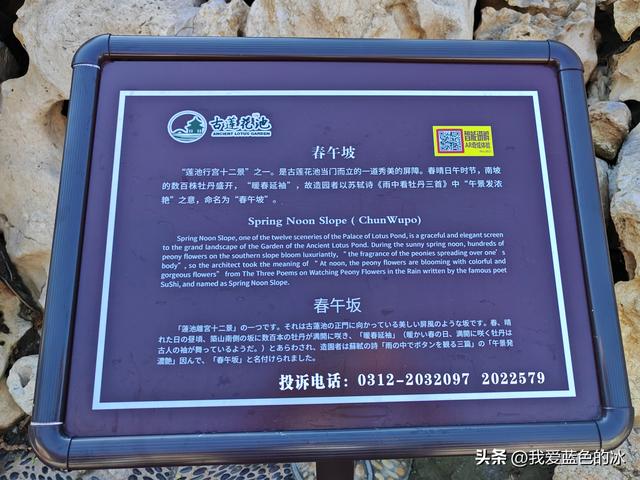 古莲花池
ANCIENT LOTUS GARDEN
智能讲解
AR奇炫体验
春午坡
“莲池行宫十二景”之一。是古莲花池当门而立的一道秀美的屏障。春晴日午时节，南坡
的数百株牡丹盛开，“暖春延袖”，故造园者以苏轼诗《雨中看牡丹三首》中“午景发浓
艳”之意，命名为“春午坡”。
Spring Noon Slope ( ChunWupo)
Spring Noon Slope, one of the twelve sceneries of the Palace of Lotus Pond, is a graceful and elegant screen
to the grand landscape of the Garden of the Ancient Lotus Pond. During the sunny spring noon, hundreds of
peony flowers on the southern slope bloom luxuriantly, “ the fragrance of the peonies spreading over one’s
body”, so the architect took the meaning of “ At noon, the peony flowers are blooming with colorful and
gorgeous flowers” from The Three Poems on Watching Peony Flowers in the Rain written by the famous poet
SuShi, and named as Spring Noon Slope.
春午坂
「蓮池離宮十二景」の一つです。それは古蓮池の正門に向かっている美しい屏風のような坂です。春、晴
れた日の昼頃、築山南側の坂に数百本の牡丹が満開に咲き、「暖春延袖」（暖かい春の日、満開に咲く牡丹は
古人の袖が舞っているようだ。）とあらわされ、造園者は蘇軾の詩「雨の中でボタンを観る三篇」の「午景発
濃艶」因んで、「春午坂」と名付けられました。
投诉电话：0312-2032097 2022579
头条 @我爱蓝色的冰